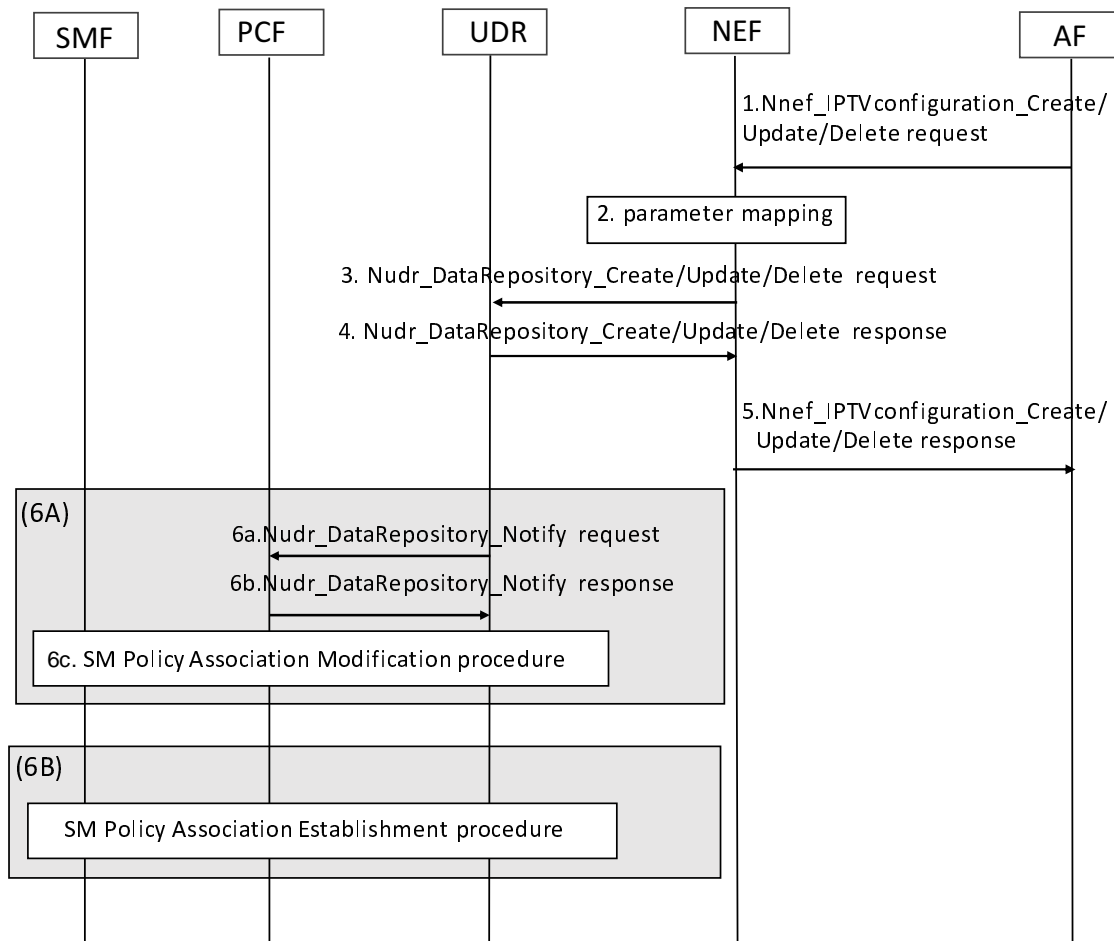 SMF
PCF
UDR
NEF
AF
1.Nnef_IPTVconfiguration_Create/
Update/Delete request
2. parameter mapping
3. Nudr_DataRepository_Create/Update/Delete request
4. Nudr_DataRepository_Create/Update/Delete response
5.Nnef_IPTVconfiguration_Create/
Update/Delete response
(6A)
6a.Nudr_DataRepository_Notify request
6b.Nudr_DataRepository_Notify response
6c. SM Policy Association Modification procedure
(6B)
SM Policy Association Establishment procedure